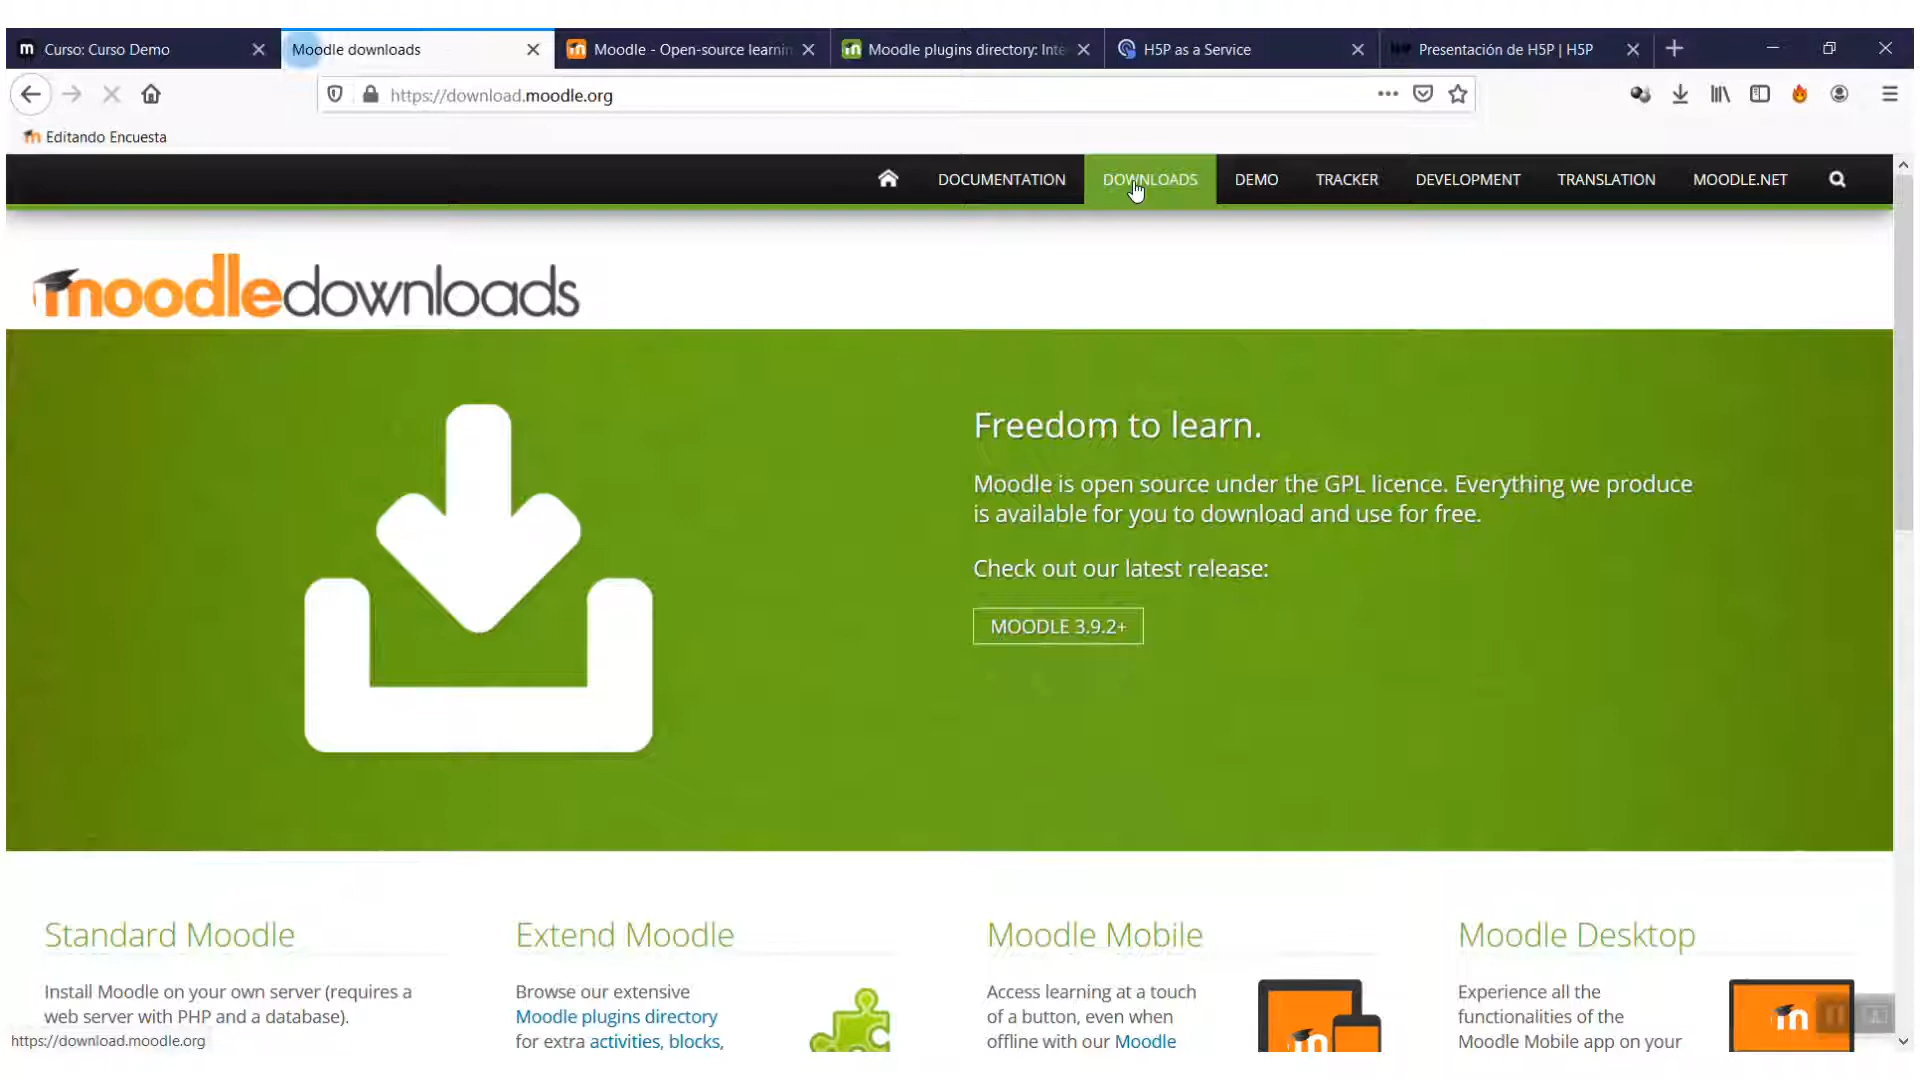 Curso: Curso Demo
Moodle downloads
Moodle - Open-source learnin
Moodle plugins directory: Inte
H5P as a Service
Presentación de H5P | H5P
https://download.moodle.org
Editando Encuesta
DOCUMENTATION
DOWNLOADS
DEMO
TRACKER
DEVELOPMENT
TRANSLATION
MOODLE.NET
moodledownloads
Freedom to learn.
Moodle is open source under the GPL licence. Everything we produce
is available for you to download and use for free.
Check out our latest release:
MOODLE 3.9.2+
Standard Moodle
Install Moodle on your own server (requires a
web server with PHP and a database).
Extend Moodle
Browse our extensive
Moodle plugins directory
for extra activities, blocks,
Moodle Mobile
Access learning at a touch
of a button, even when
offline with our Moodle
Moodle Desktop
Experience all the
functionalities of the
Moodle Mobile app on your
https://download.moodle.org